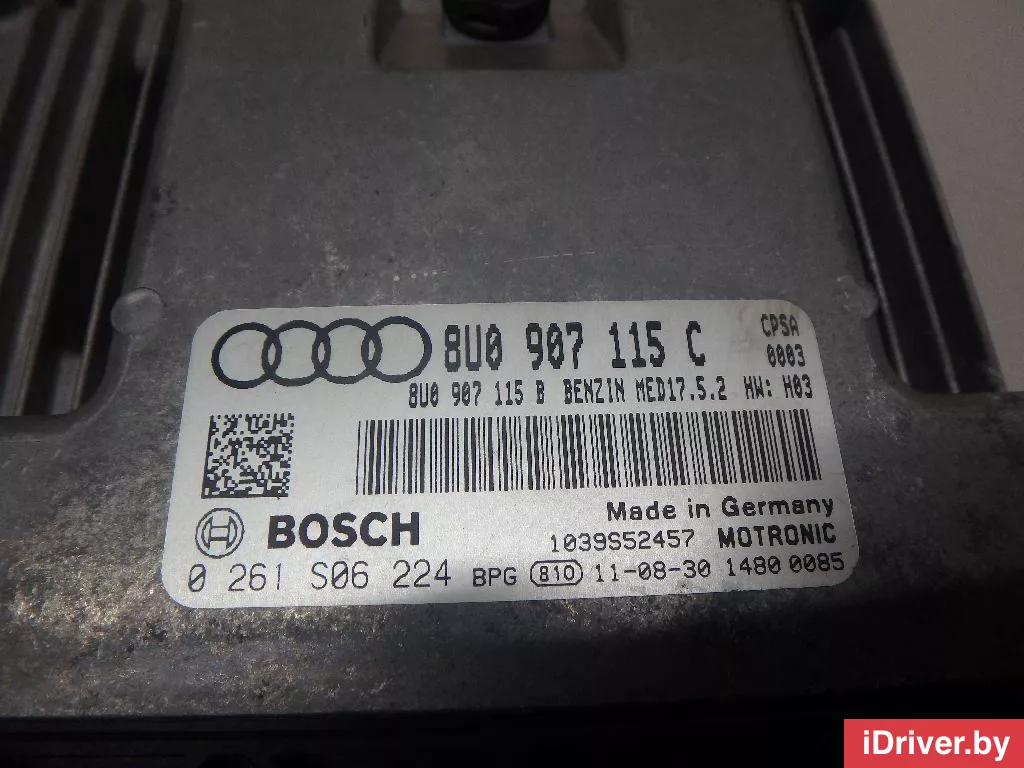 8U0 907 115 C CPSA
0003
8U0 907 115 B BENZIN MED17.5.2 HW: H03
Made in Germany
BOSCH 1039S52457 MOTRONIC
0 261 S06 224 BPG 810 11-08-30 1480 0085
iDriver.by